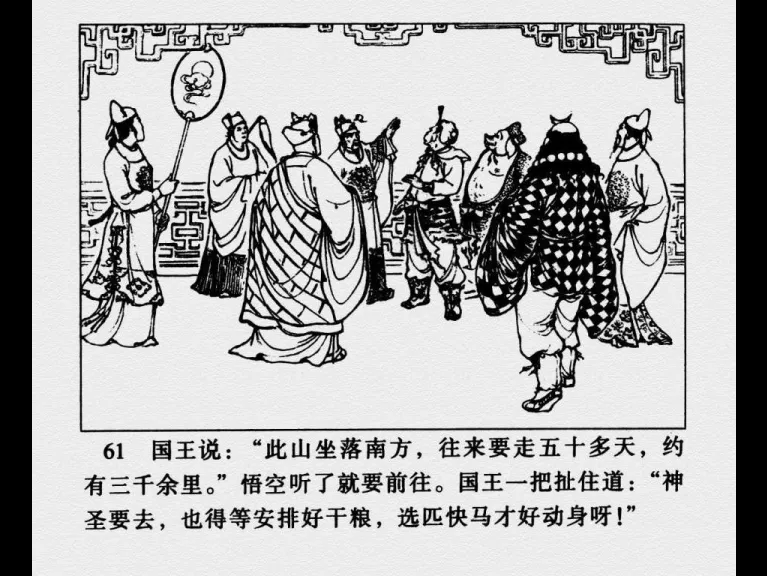 61 国王说：“此山坐落南方，往来要走五十多天，约
有三千余里。”悟空听了就要前往。国王一把扯住道：“神
圣要去，也得等安排好干粮，选匹快马才好动身呀！”